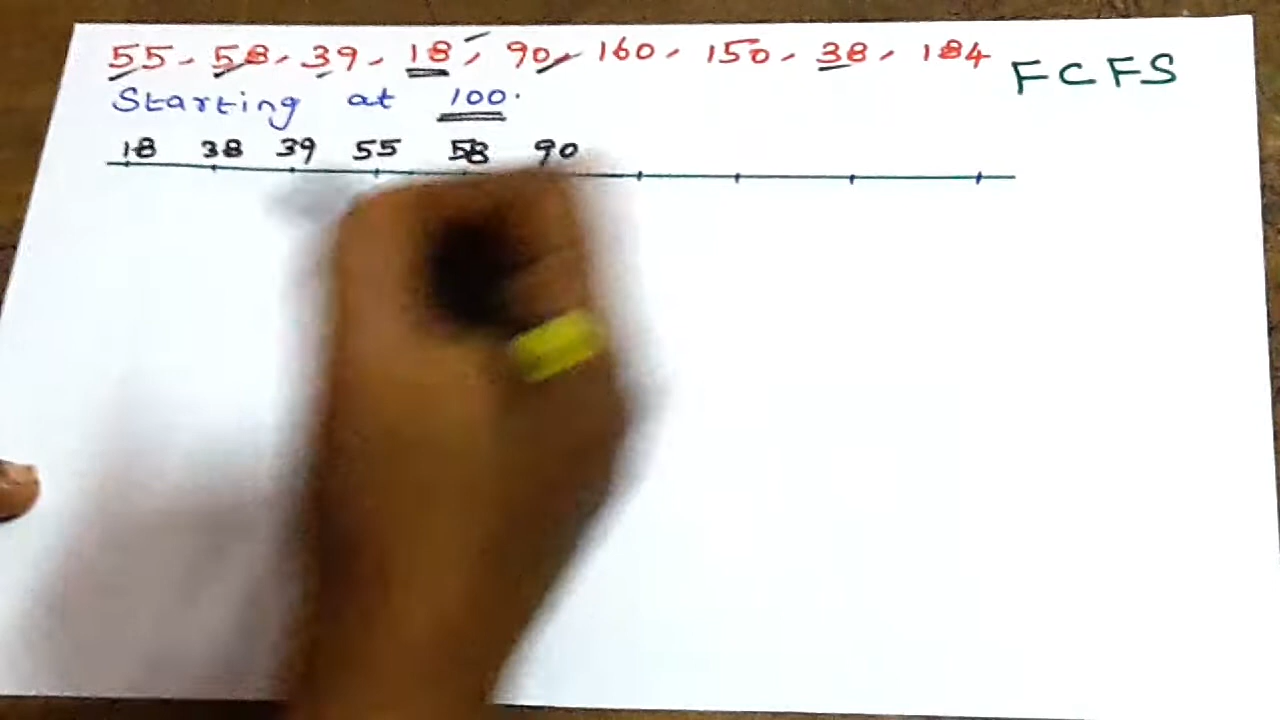 55, 58, 39, 18, 90, 160, 150, 38, 184
FCFS
Starting at 100.
18 38 39 55 58 90